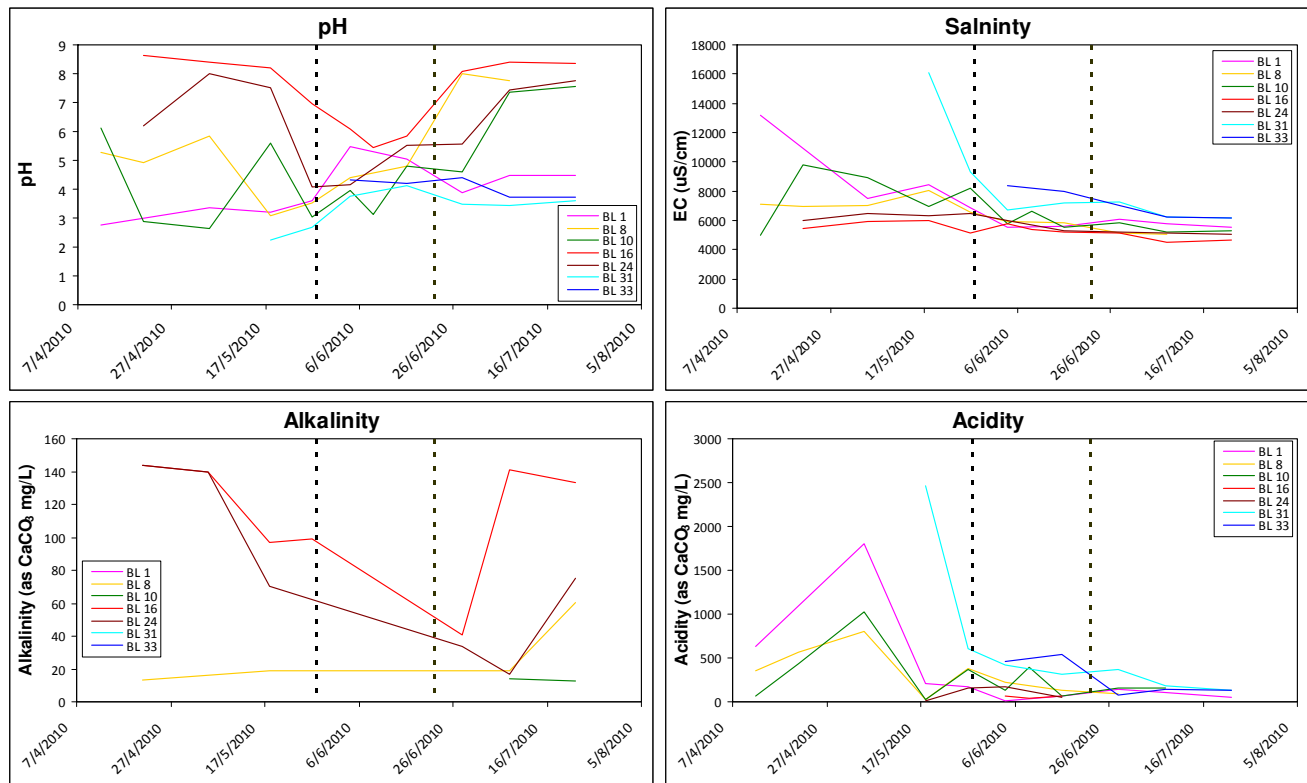 pH
pH
9
8
7
6
5
4
3
2
1
0
7/4/2010
27/4/2010
17/5/2010
6/6/2010
26/6/2010
16/7/2010
5/8/2010
BL 1
BL 8
BL 10
BL 16
BL 24
BL 31
BL 33
Salninty
EC (uS/cm)
18000
16000
14000
12000
10000
8000
6000
4000
2000
0
7/4/2010
27/4/2010
17/5/2010
6/6/2010
26/6/2010
16/7/2010
5/8/2010
BL 1
BL 8
BL 10
BL 16
BL 24
BL 31
BL 33
Alkalinity
Alkalinity (as CaCO₃ mg/L)
160
140
120
100
80
60
40
20
0
7/4/2010
27/4/2010
17/5/2010
6/6/2010
26/6/2010
16/7/2010
5/8/2010
BL 1
BL 8
BL 10
BL 16
BL 24
BL 31
BL 33
Acidity
Acidity (as CaCO₃ mg/L)
3000
2500
2000
1500
1000
500
0
7/4/2010
27/4/2010
17/5/2010
6/6/2010
26/6/2010
16/7/2010
5/8/2010
BL 1
BL 8
BL 10
BL 16
BL 24
BL 31
BL 33